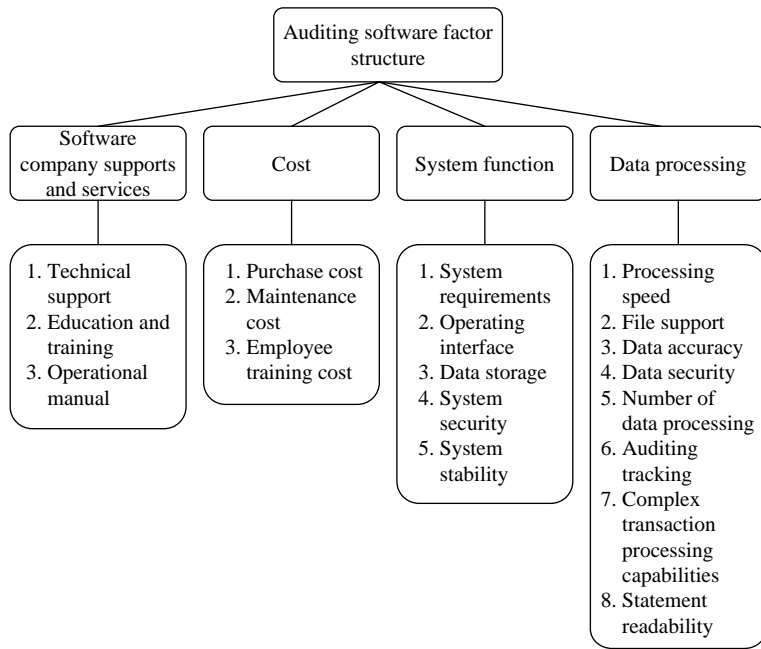 Auditing software factor
structure
Software
company supports
and services
Cost
System function
Data processing
1. Technical
support
2. Education and
training
3. Operational
manual
1. Purchase cost
2. Maintenance
cost
3. Employee
training cost
1. System
requirements
2. Operating
interface
3. Data storage
4. System
security
5. System
stability
1. Processing
speed
2. File support
3. Data accuracy
4. Data security
5. Number of
data processing
6. Auditing
tracking
7. Complex
transaction
processing
capabilities
8. Statement
readability